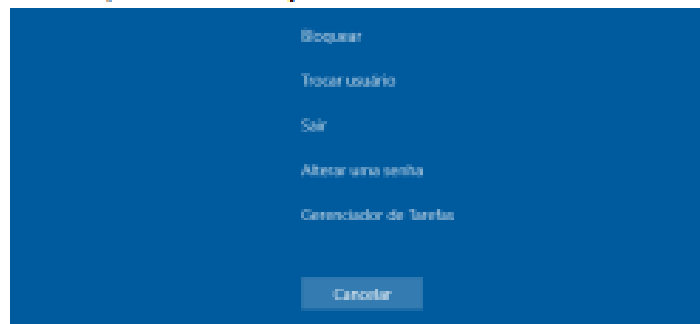 Bloquear
Trocar usuário
Sair
Alterar uma senha
Gerenciador de Tarefas
Cancelar